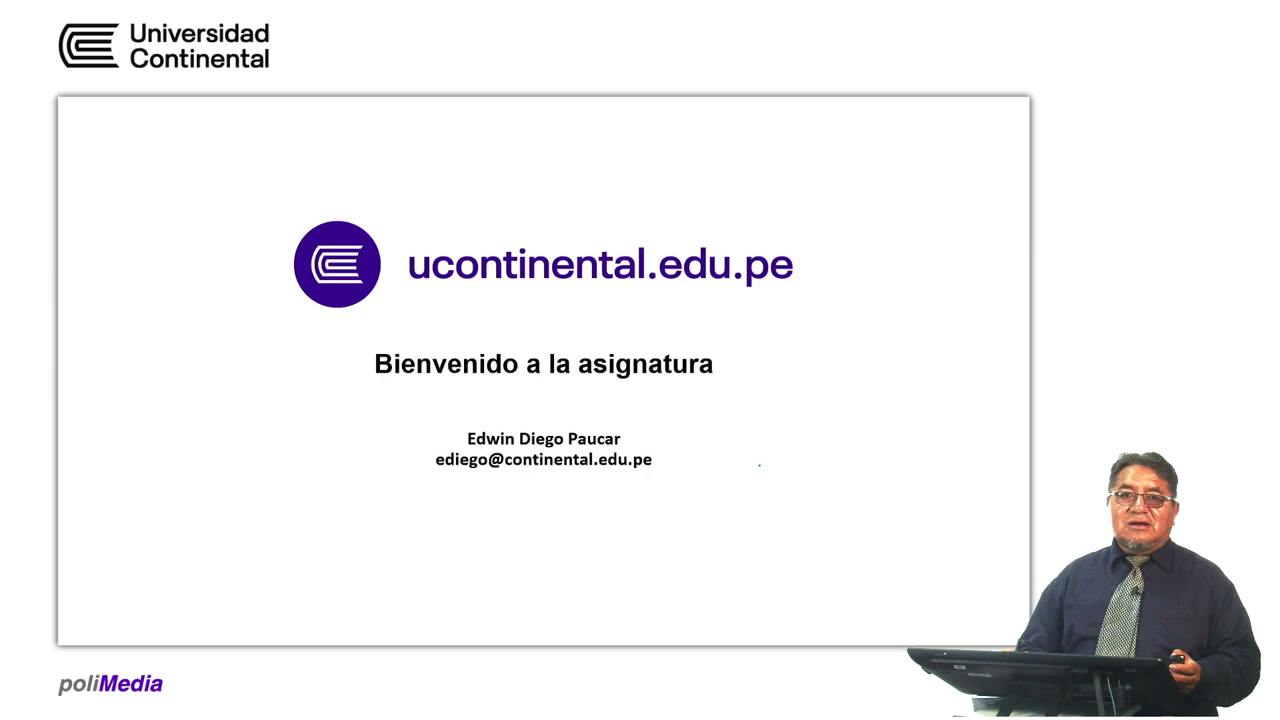 Universidad
Continental
ucontinental.edu.pe
Bienvenido a la asignatura
Edwin Diego Paucar
ediego@continental.edu.pe
poliMedia